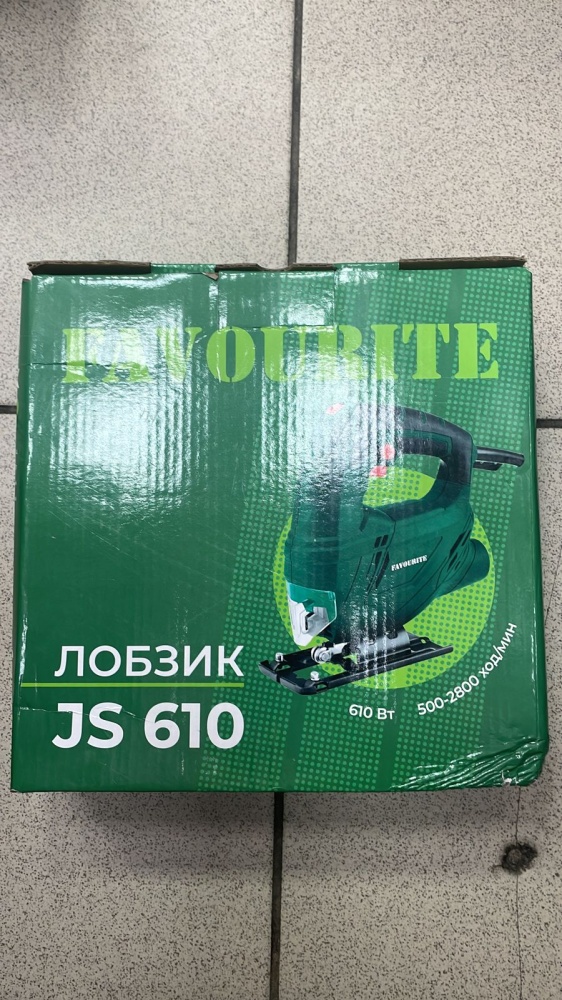 FAVOURITE
FAVOURITE
ЛОБЗИК
JS 610
610 Вт
500-2800 ход/мин